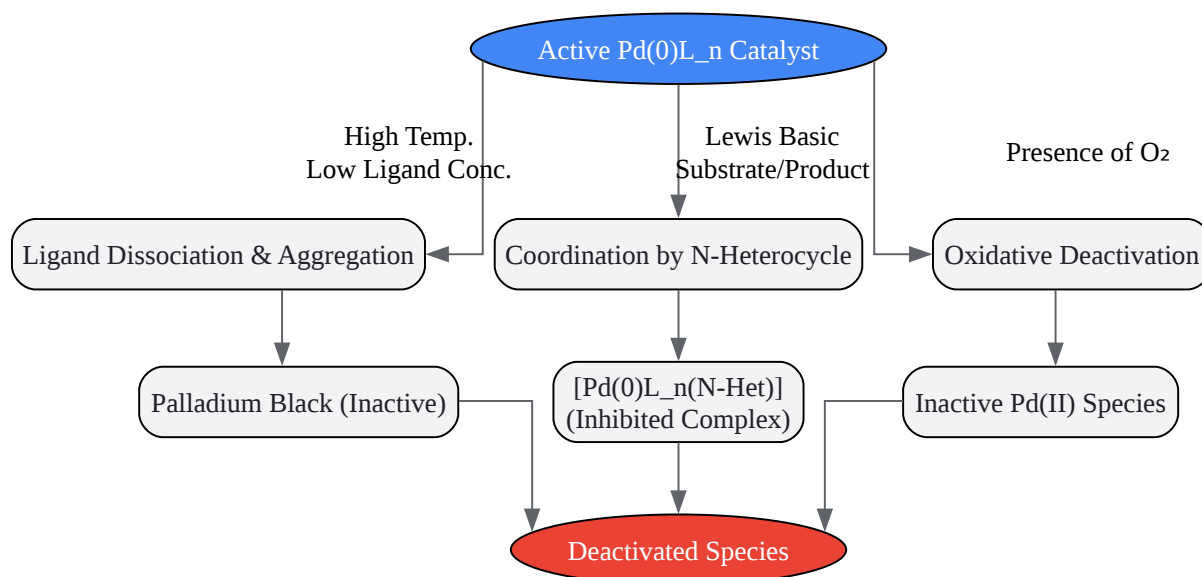 Active Pd(0)L_n Catalyst
High Temp.
Low Ligand Conc.
Lewis Basic
Substrate/Product
Presence of O₂
Ligand Dissociation & Aggregation
Coordination by N-Heterocycle
Oxidative Deactivation
Palladium Black (Inactive)
[Pd(0)L_n(N-Het)]
(Inhibited Complex)
Inactive Pd(II) Species
Deactivated Species